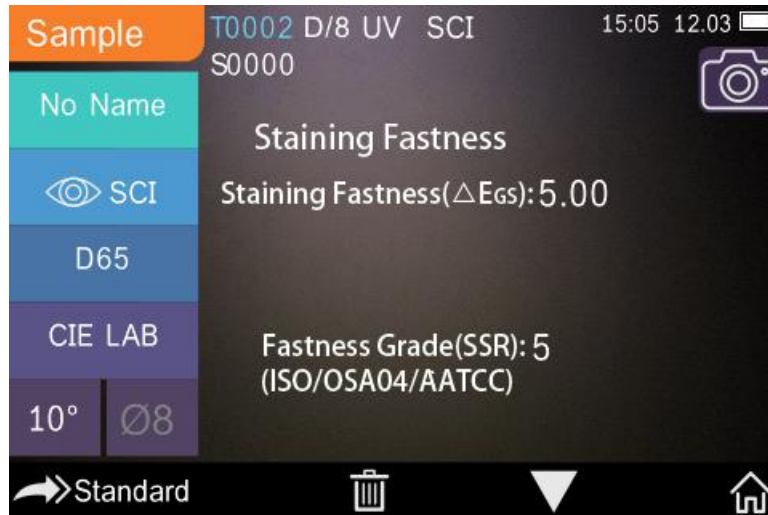 Sample
T0002 D/8 UV SCI
15:05 12.03
S0000
No Name
SCI
D65
CIE LAB
10° Ø8
Staining Fastness
Staining Fastness(△EGS):5.00
Fastness Grade(SSR): 5
(ISO/OSA04/AATCC)
Standard